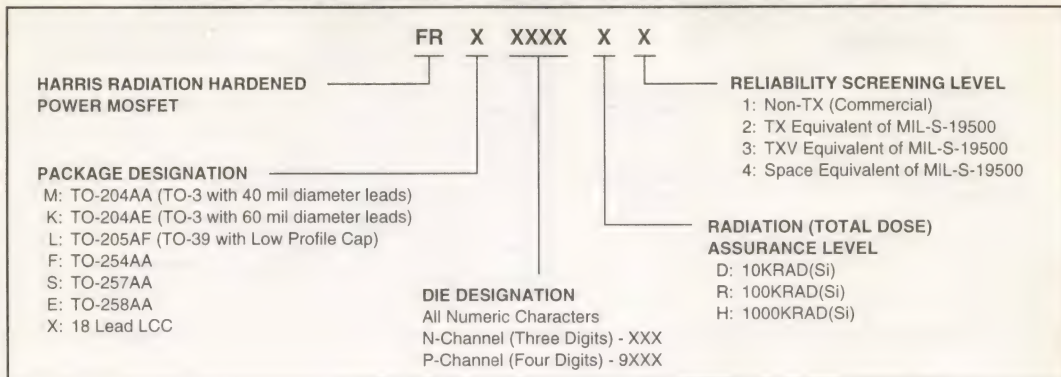 FR X XXXX X X
HARRIS RADIATION HARDENED
POWER MOSFET
PACKAGE DESIGNATION
M: TO-204AA (TO-3 with 40 mil diameter leads)
K: TO-204AE (TO-3 with 60 mil diameter leads)
L: TO-205AF (TO-39 with Low Profile Cap)
F: TO-254AA
S: TO-257AA
E: TO-258AA
X: 18 Lead LCC
DIE DESIGNATION
All Numeric Characters
N-Channel (Three Digits) - XXX
P-Channel (Four Digits) - 9XXX
RELIABILITY SCREENING LEVEL
1: Non-TX (Commercial)
2: TX Equivalent of MIL-S-19500
3: TXV Equivalent of MIL-S-19500
4: Space Equivalent of MIL-S-19500
RADIATION (TOTAL DOSE)
ASSURANCE LEVEL
D: 10KRAD(Si)
R: 100KRAD(Si)
H: 1000KRAD(Si)